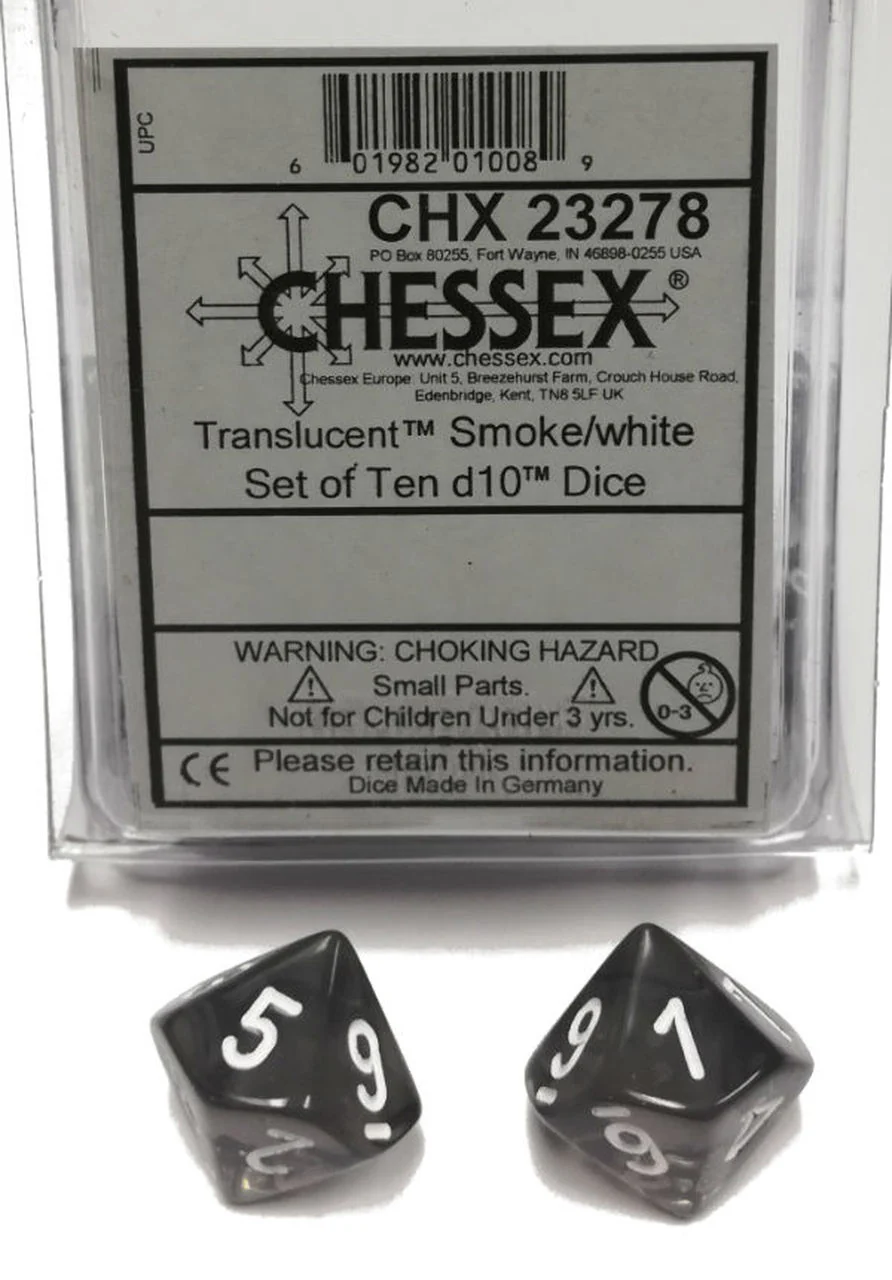 UPC
6 01982 01008 9
CHX 23278
PO Box 80255, Fort Wayne, IN 46898-0255 USA
CHESSEX®
www.chessex.com
Chessex Europe: Unit 5, Breezehurst Farm, Crouch House Road,
Edenbridge, Kent, TN8 5LF UK
Translucent™ Smoke/white
Set of Ten d10™ Dice
WARNING: CHOKING HAZARD
Small Parts.
0-3
Not for Children Under 3 yrs.
CE Please retain this information.
Dice Made In Germany
5 9 9 1
2 6